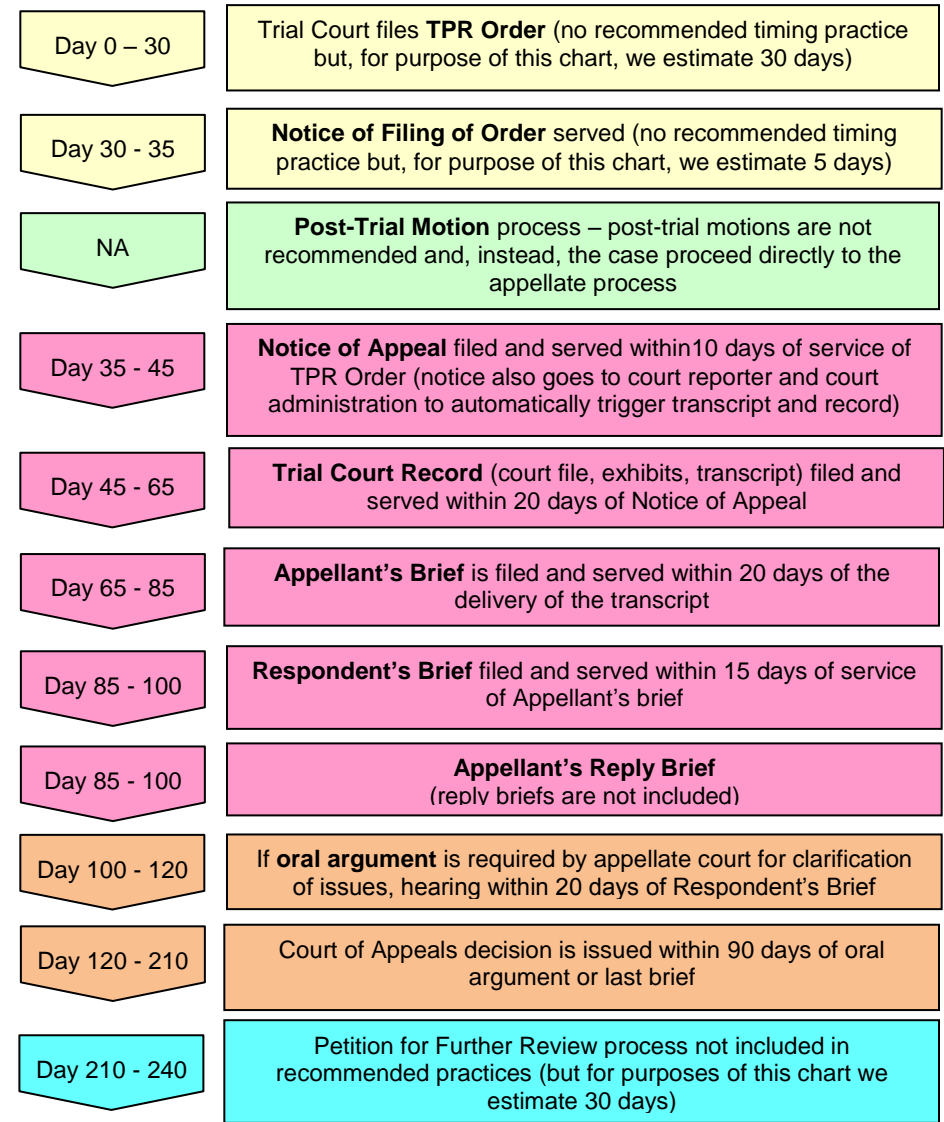 Day 0 – 30
Trial Court files TPR Order (no recommended timing practice
but, for purpose of this chart, we estimate 30 days)
Day 30 - 35
Notice of Filing of Order served (no recommended timing
practice but, for purpose of this chart, we estimate 5 days)
NA
Post-Trial Motion process – post-trial motions are not
recommended and, instead, the case proceed directly to the
appellate process
Day 35 - 45
Notice of Appeal filed and served within10 days of service of
TPR Order (notice also goes to court reporter and court
administration to automatically trigger transcript and record)
Day 45 - 65
Trial Court Record (court file, exhibits, transcript) filed and
served within 20 days of Notice of Appeal
Day 65 - 85
Appellant’s Brief is filed and served within 20 days of the
delivery of the transcript
Day 85 - 100
Respondent’s Brief filed and served within 15 days of service
of Appellant’s brief
Day 85 - 100
Appellant’s Reply Brief
(reply briefs are not included)
Day 100 - 120
If oral argument is required by appellate court for clarification
of issues, hearing within 20 days of Respondent’s Brief
Day 120 - 210
Court of Appeals decision is issued within 90 days of oral
argument or last brief
Day 210 - 240
Petition for Further Review process not included in
recommended practices (but for purposes of this chart we
estimate 30 days)